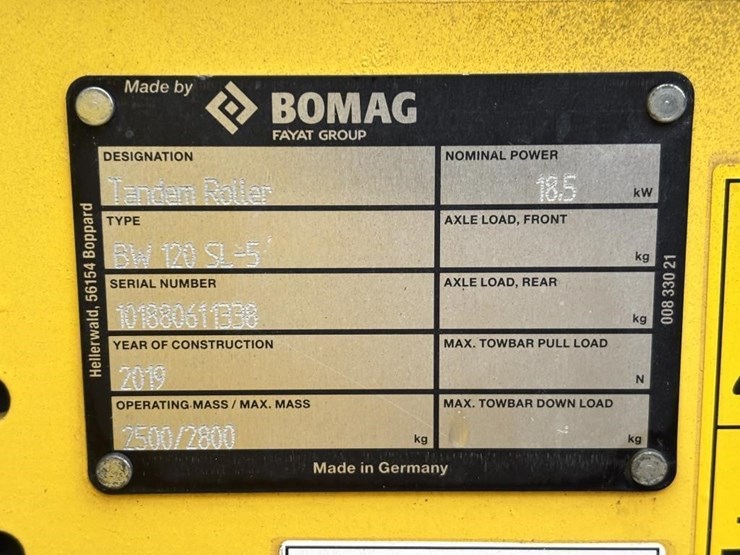 Made by
BOMAG
FAYAT GROUP
DESIGNATION
Tandem Roller
NOMINAL POWER
18.5 kW
TYPE
BW 120 SL-5
AXLE LOAD, FRONT
kg
SERIAL NUMBER
101880611338
AXLE LOAD, REAR
kg
YEAR OF CONSTRUCTION
2019
MAX. TOWBAR PULL LOAD
N
OPERATING MASS / MAX. MASS
2500/2800 kg
MAX. TOWBAR DOWN LOAD
kg
Made in Germany
Hellerwald, 56154 Boppard
008 330 21